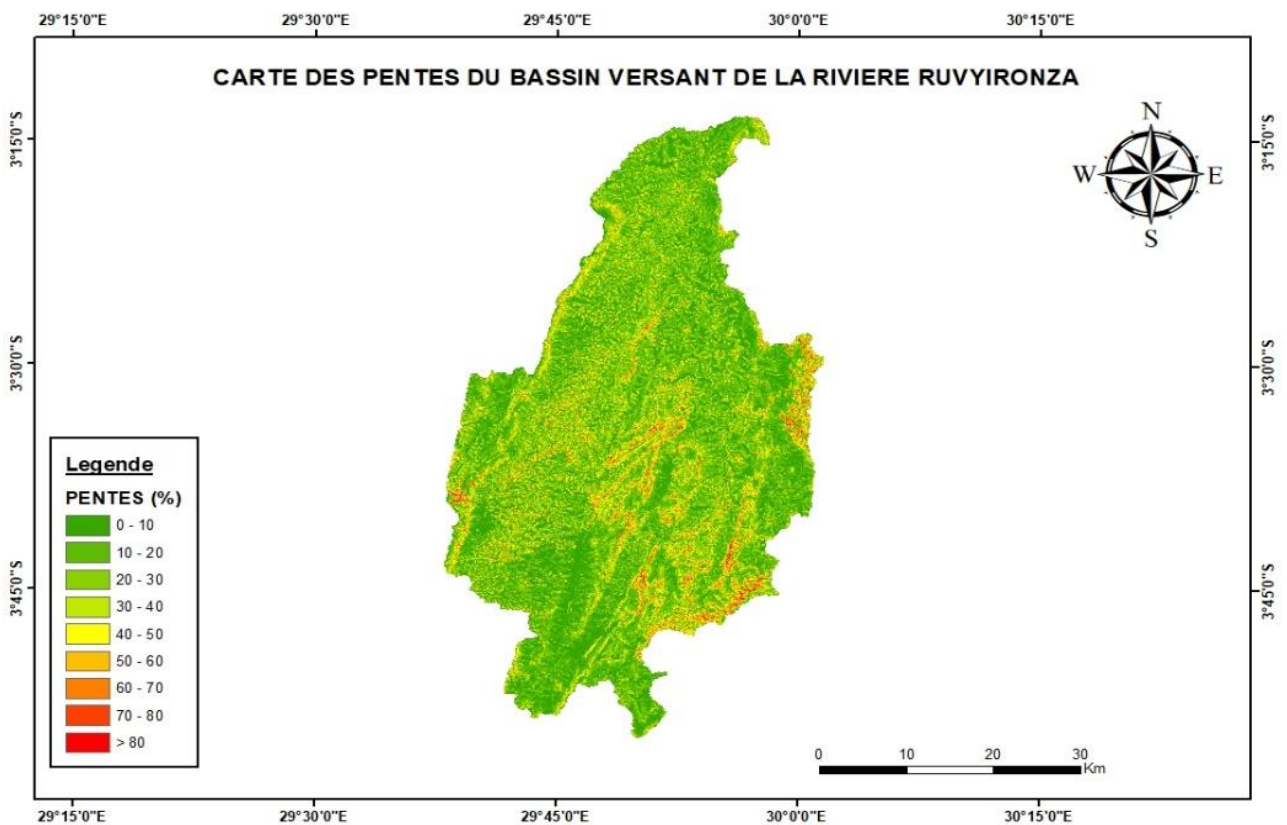 29°15'0"E 29°30'0"E 29°45'0"E 30°0'0"E 30°15'0"E
CARTE DES PENTES DU BASSIN VERSANT DE LA RIVIERE RUVYIRONZA
N
W E
S
3°15'0"S 3°15'0"S
3°30'0"S 3°30'0"S
3°45'0"S 3°45'0"S
Legende
PENTES (%)
0 - 10
10 - 20
20 - 30
30 - 40
40 - 50
50 - 60
60 - 70
70 - 80
> 80
0 10 20 30
Km
29°15'0"E 29°30'0"E 29°45'0"E 30°0'0"E 30°15'0"E